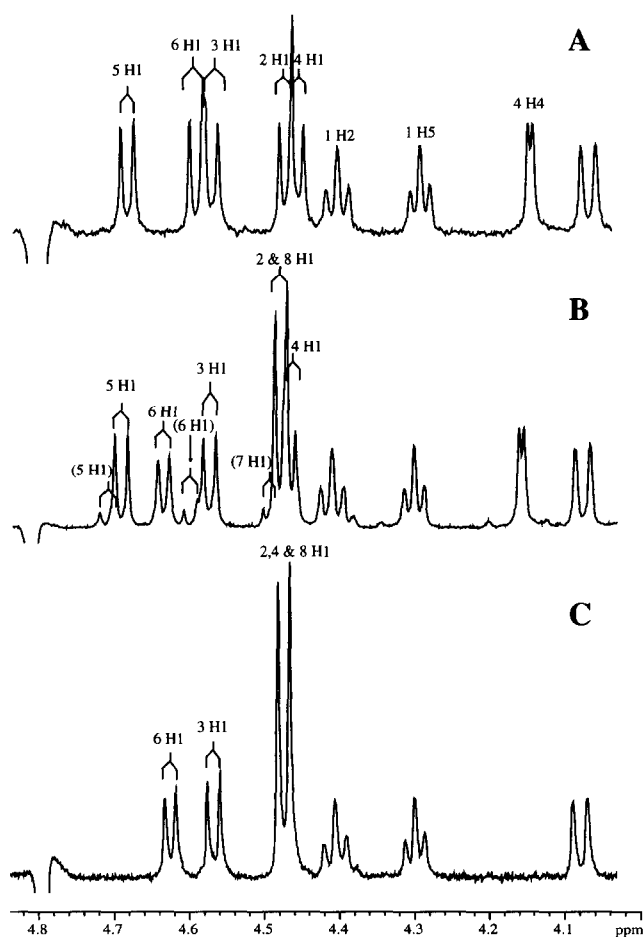 A
6 H1 3 H1
5 H1
2 H1 4 H1
1 H2
1 H5
4 H4
2 & 8 H1
B
4 H1
3 H1
5 H1
6 H1
(6 H1)
(5 H1)
(7 H1)
2,4 & 8 H1
C
6 H1
3 H1
4.8 4.7 4.6 4.5 4.4 4.3 4.2 4.1 ppm